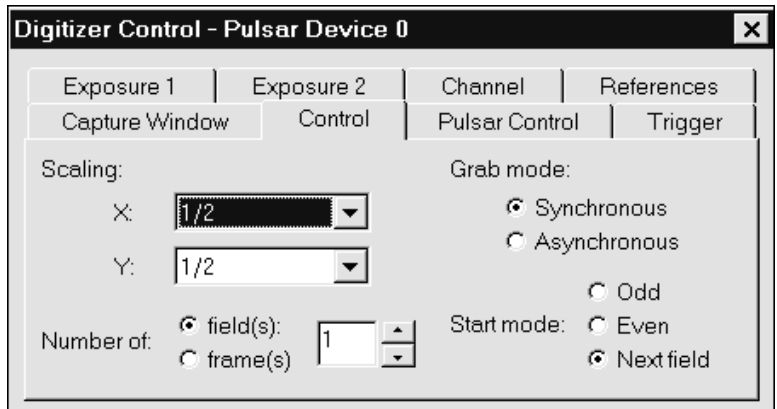 Digitizer Control - Pulsar Device 0
Exposure 1 Exposure 2 Channel References
Capture Window Control Pulsar Control Trigger
Scaling: Grab mode:
X: 1/2 Synchronous
Asynchronous
Y: 1/2
Odd
Number of: field(s): 1 Start mode: Even
frame(s) Next field